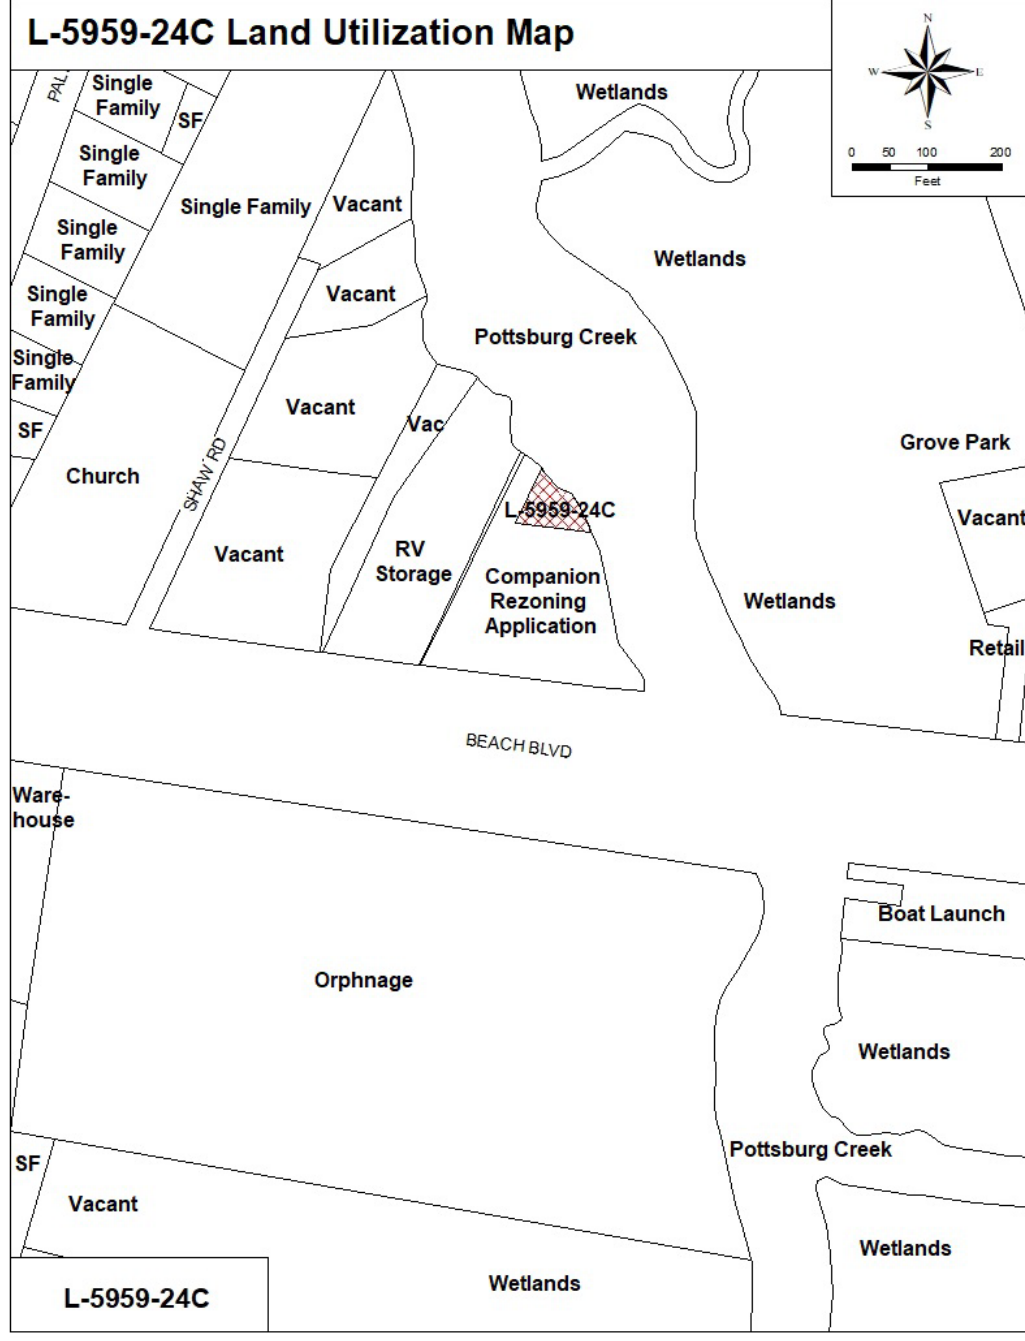 L-5959-24C Land Utilization Map
N
W
E
S
0 50 100 200
Feet
PAL
Single
Family
SF
Wetlands
Single
Family
Single Family
Vacant
Single
Family
Wetlands
Single
Family
Vacant
Pottsburg Creek
Single
Family
Vacant
Vac
SF
Grove Park
Church
SHAW RD
L-5959-24C
Vacant
Vacant
RV
Storage
Companion
Rezoning
Application
Wetlands
Retail
BEACH BLVD
Ware-
house
Boat Launch
Orphnage
Wetlands
Pottsburg Creek
SF
Vacant
Wetlands
Wetlands
L-5959-24C